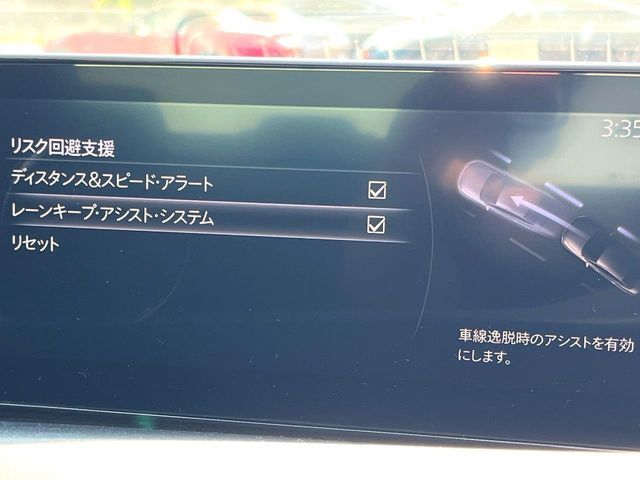 3:35
リスク回避支援
ディスタンス&スピード・アラート
レーンキープ・アシスト・システム
リセット
車線逸脱時のアシストを有効
にします。